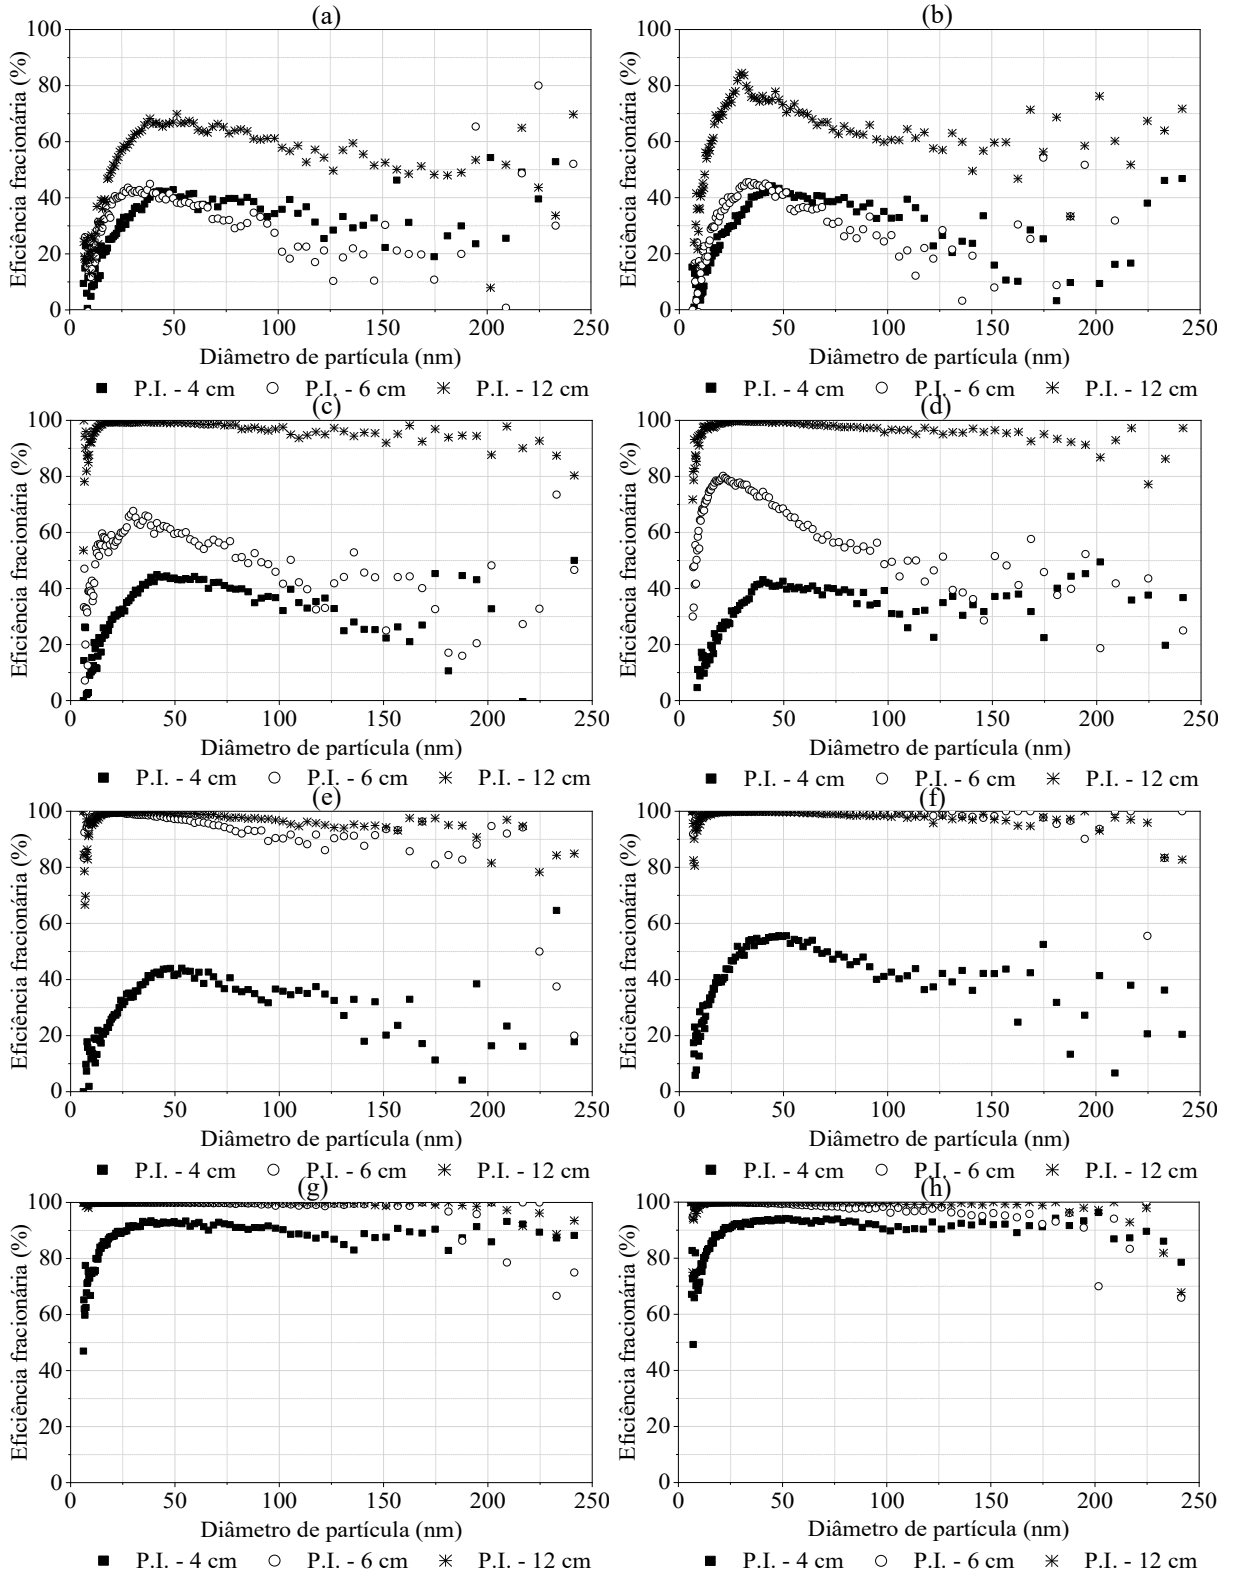 (a)
Eficiência fracionária (%)
100
80
60
40
20
0
0 50 100 150 200 250
Diâmetro de partícula (nm)
P.I. - 4 cm P.I. - 6 cm P.I. - 12 cm
(b)
Eficiência fracionária (%)
100
80
60
40
20
0
0 50 100 150 200 250
Diâmetro de partícula (nm)
P.I. - 4 cm P.I. - 6 cm P.I. - 12 cm
(c)
Eficiência fracionária (%)
100
80
60
40
20
0
0 50 100 150 200 250
Diâmetro de partícula (nm)
P.I. - 4 cm P.I. - 6 cm P.I. - 12 cm
(d)
Eficiência fracionária (%)
100
80
60
40
20
0
0 50 100 150 200 250
Diâmetro de partícula (nm)
P.I. - 4 cm P.I. - 6 cm P.I. - 12 cm
(e)
Eficiência fracionária (%)
100
80
60
40
20
0
0 50 100 150 200 250
Diâmetro de partícula (nm)
P.I. - 4 cm P.I. - 6 cm P.I. - 12 cm
(f)
Eficiência fracionária (%)
100
80
60
40
20
0
0 50 100 150 200 250
Diâmetro de partícula (nm)
P.I. - 4 cm P.I. - 6 cm P.I. - 12 cm
(g)
Eficiência fracionária (%)
100
80
60
40
20
0
0 50 100 150 200 250
Diâmetro de partícula (nm)
P.I. - 4 cm P.I. - 6 cm P.I. - 12 cm
(h)
Eficiência fracionária (%)
100
80
60
40
20
0
0 50 100 150 200 250
Diâmetro de partícula (nm)
P.I. - 4 cm P.I. - 6 cm P.I. - 12 cm